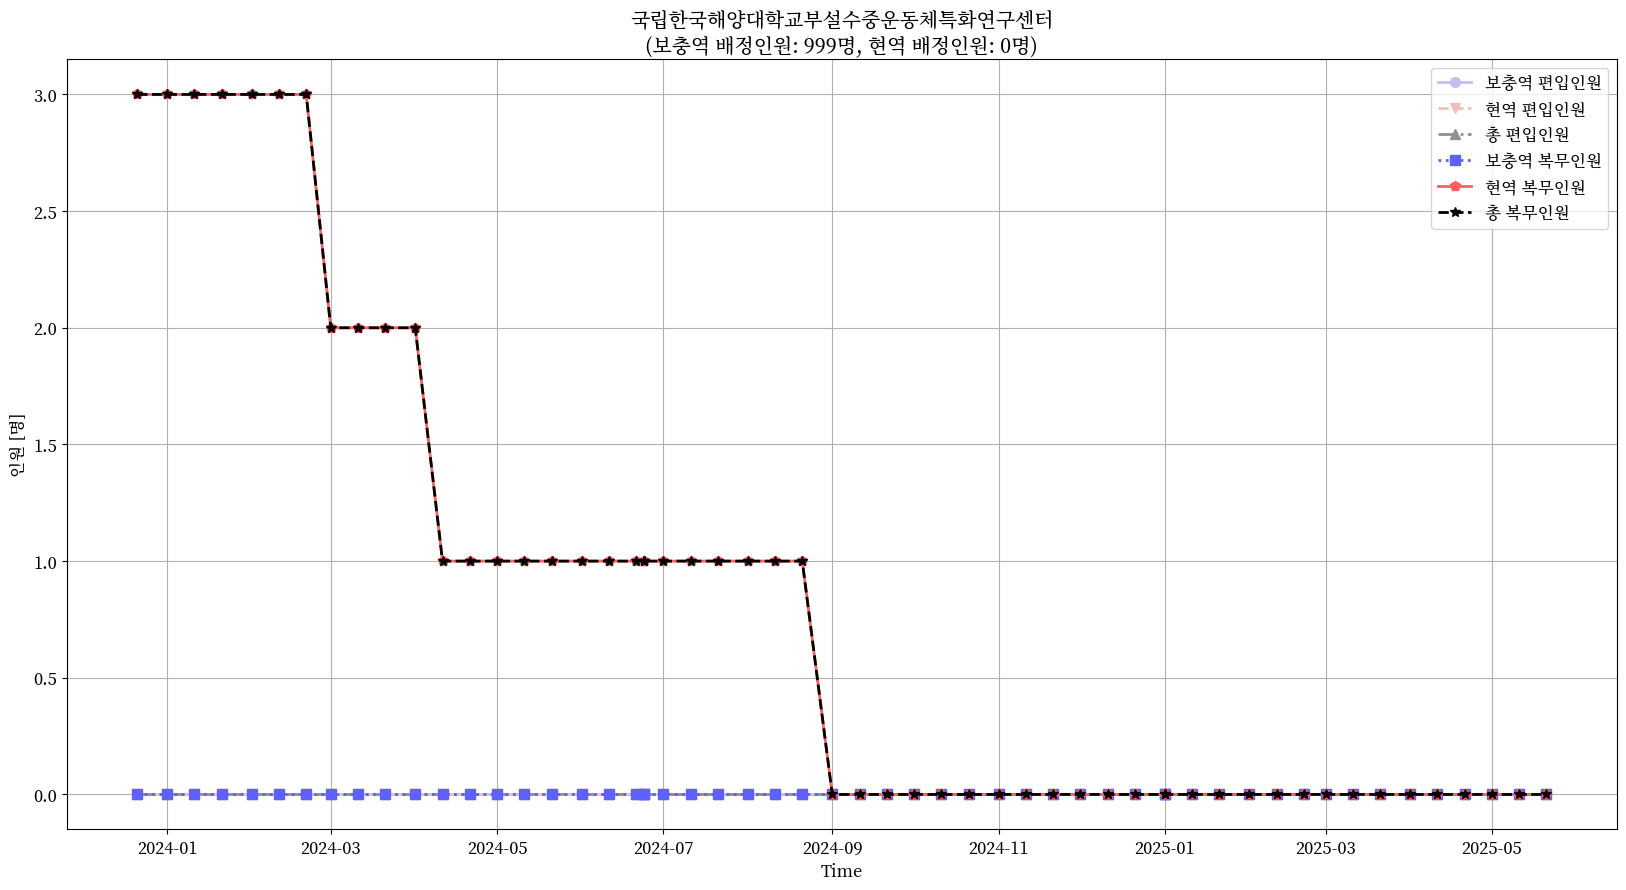 국립한국해양대학교부설수중운동체특화연구센터
(보충역 배정인원: 999명, 현역 배정인원: 0명)
보충역 편입인원
현역 편입인원
총 편입인원
보충역 복무인원
현역 복무인원
총 복무인원
인원 [명]
3.0
2.5
2.0
1.5
1.0
0.5
0.0
2024-01
2024-03
2024-05
2024-07
2024-09
2024-11
2025-01
2025-03
2025-05
Time